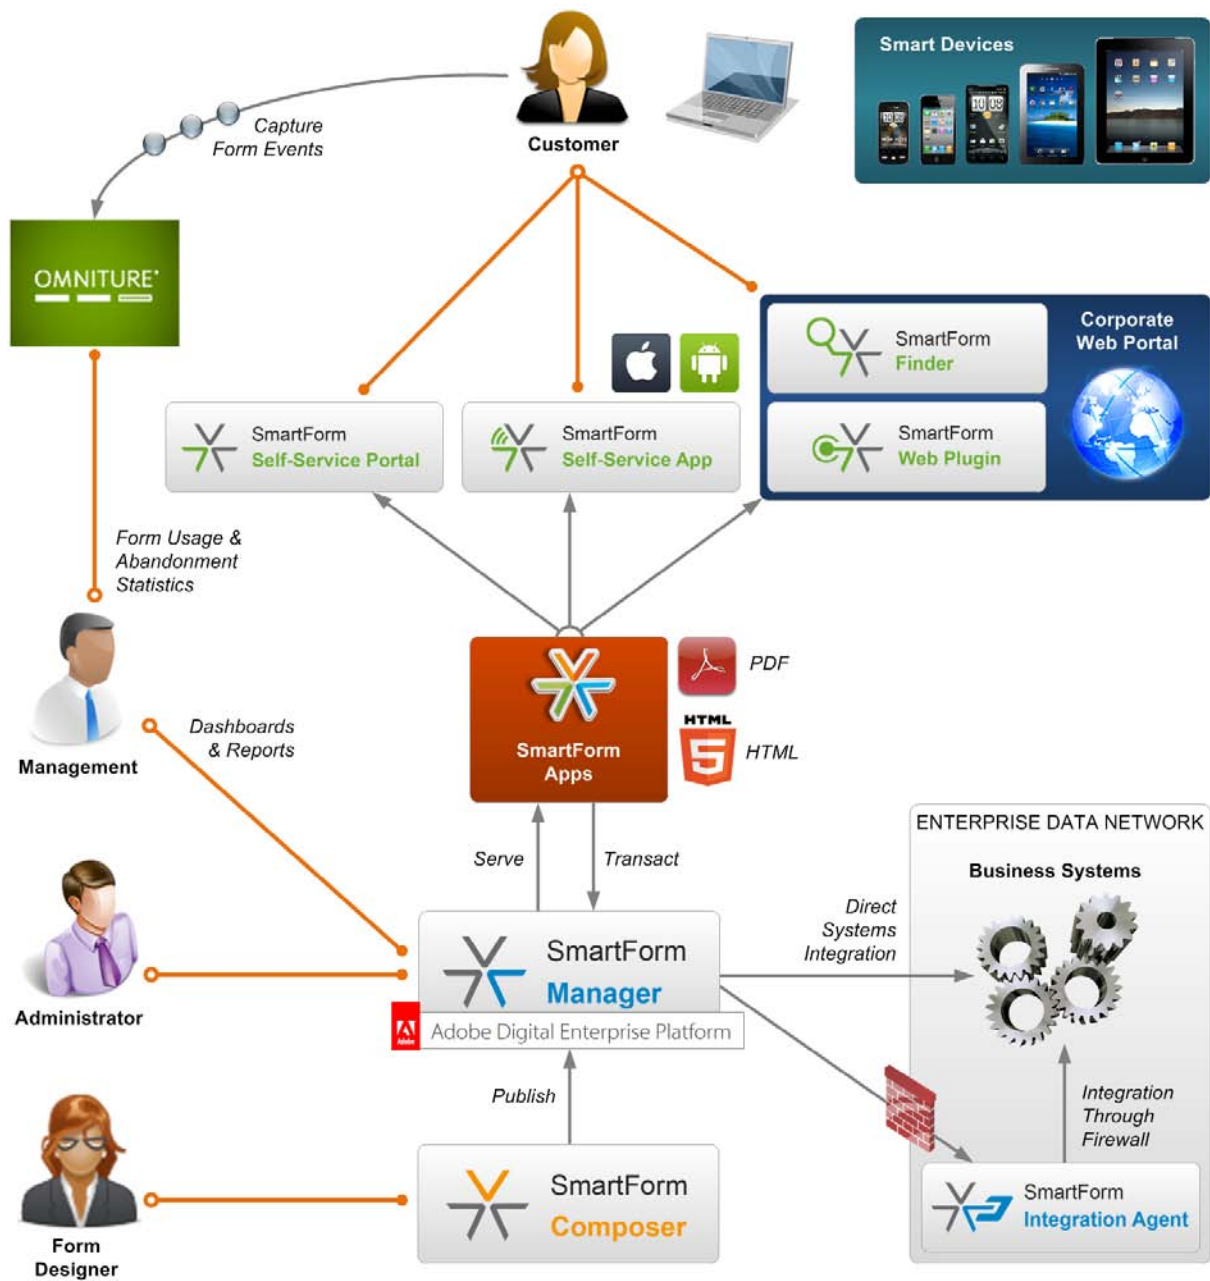 Smart Devices
Capture
Form Events
Customer
OMNITURE
Corporate
Web Portal
SmartForm
Finder
SmartForm
Self-Service Portal
SmartForm
Self-Service App
SmartForm
Web Plugin
Form Usage &
Abandonment
Statistics
PDF
HTML
HTML
5
SmartForm
Apps
Dashboards
& Reports
Management
Serve
Transact
ENTERPRISE DATA NETWORK
Business Systems
Direct
Systems
Integration
SmartForm
Manager
Administrator
Adobe
Adobe Digital Enterprise Platform
Publish
Integration
Through
Firewall
SmartForm
Composer
SmartForm
Integration Agent
Form
Designer